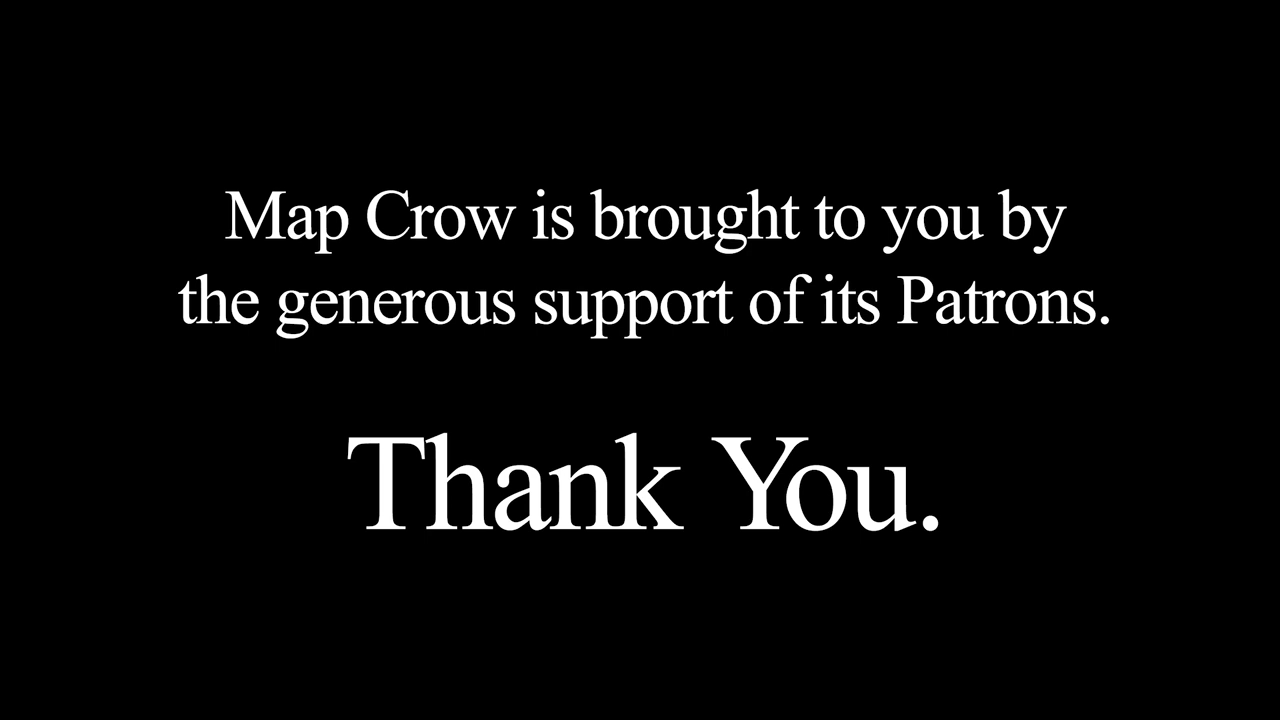 Map Crow is brought to you by
the generous support of its Patrons.
Thank You.